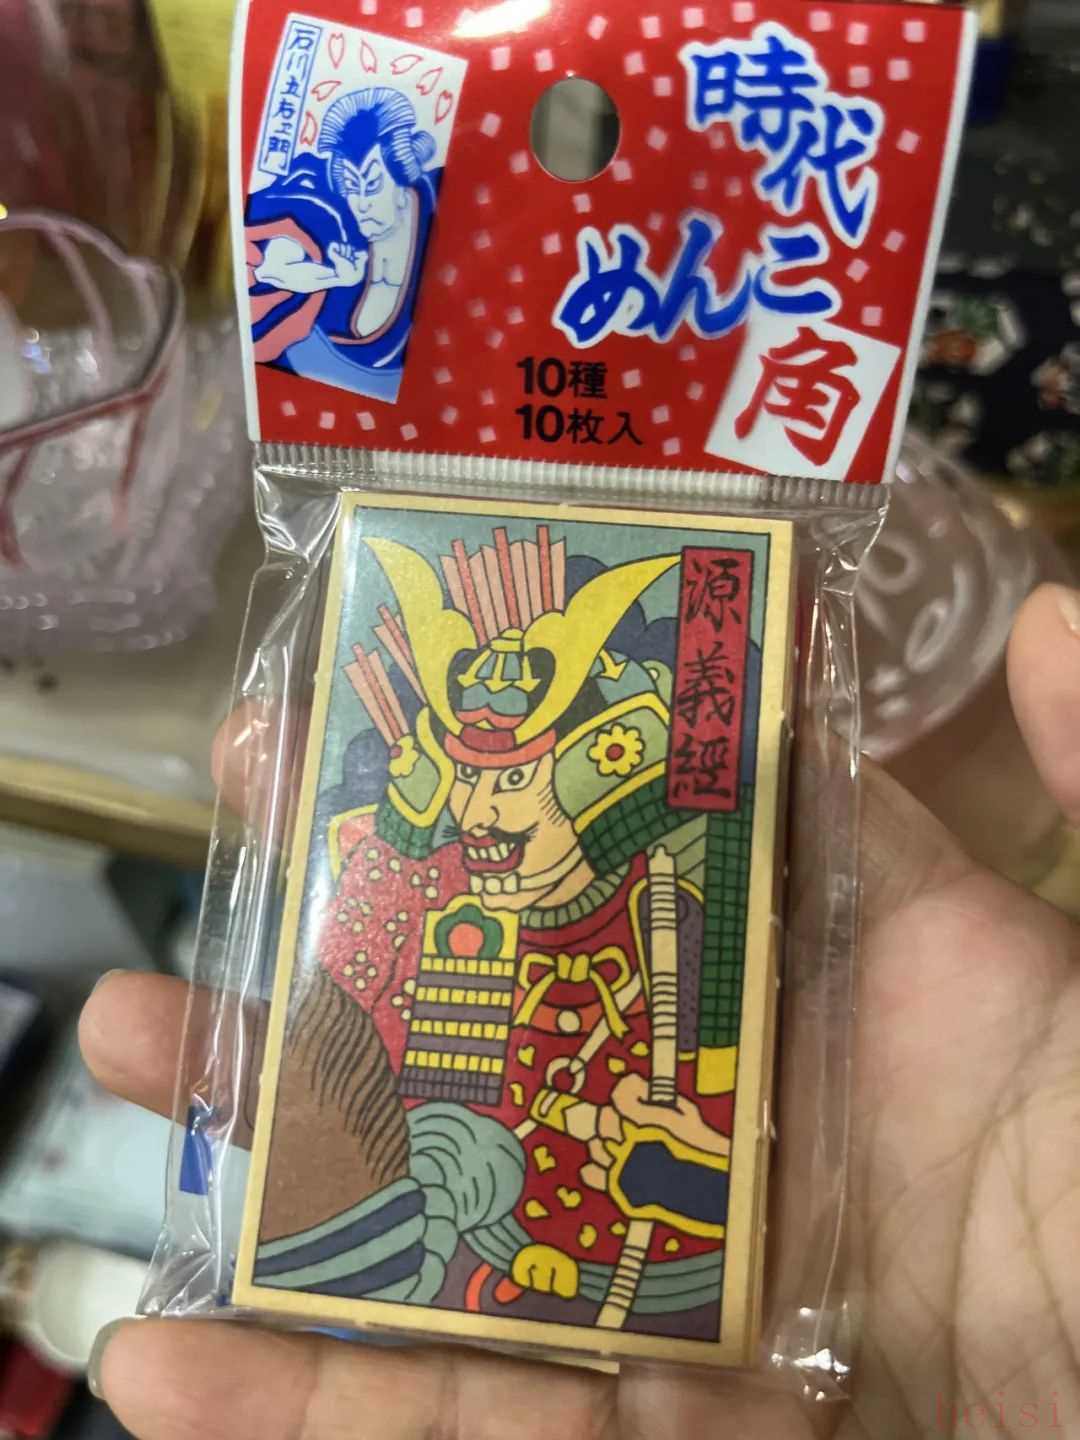 石川五右エ門
時代
めんこ
角
10種
10枚入
源義經
heisi